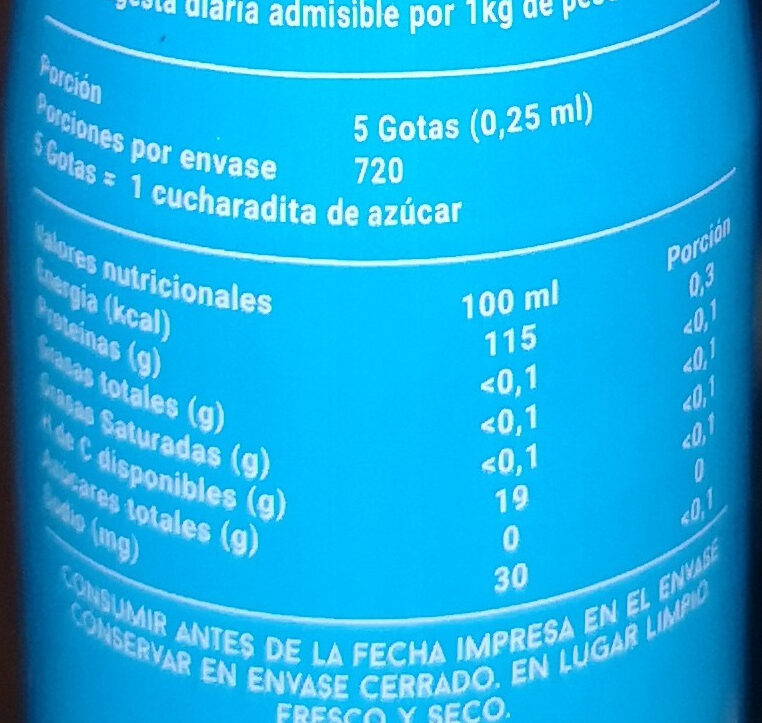 diaria admisible por 1kg de
Porción 5 Gotas (0,25 ml)
Porciones por envase 720
5 Gotas = 1 cucharadita de azúcar
Valores nutricionales 100 ml Porción
Energía (kcal) 115 0,3
Proteínas (g) <0,1 <0,1
Grasas totales (g) <0,1 <0,1
Grasas Saturadas (g) <0,1 <0,1
H de C disponibles (g) 19 <0,1
Azúcares totales (g) 0 0
Sodio (mg) 30 <0,1
CONSUMIR ANTES DE LA FECHA IMPRESA EN EL ENVASE
CONSERVAR EN ENVASE CERRADO. EN LUGAR LIMPIO
FRESCO Y SECO.